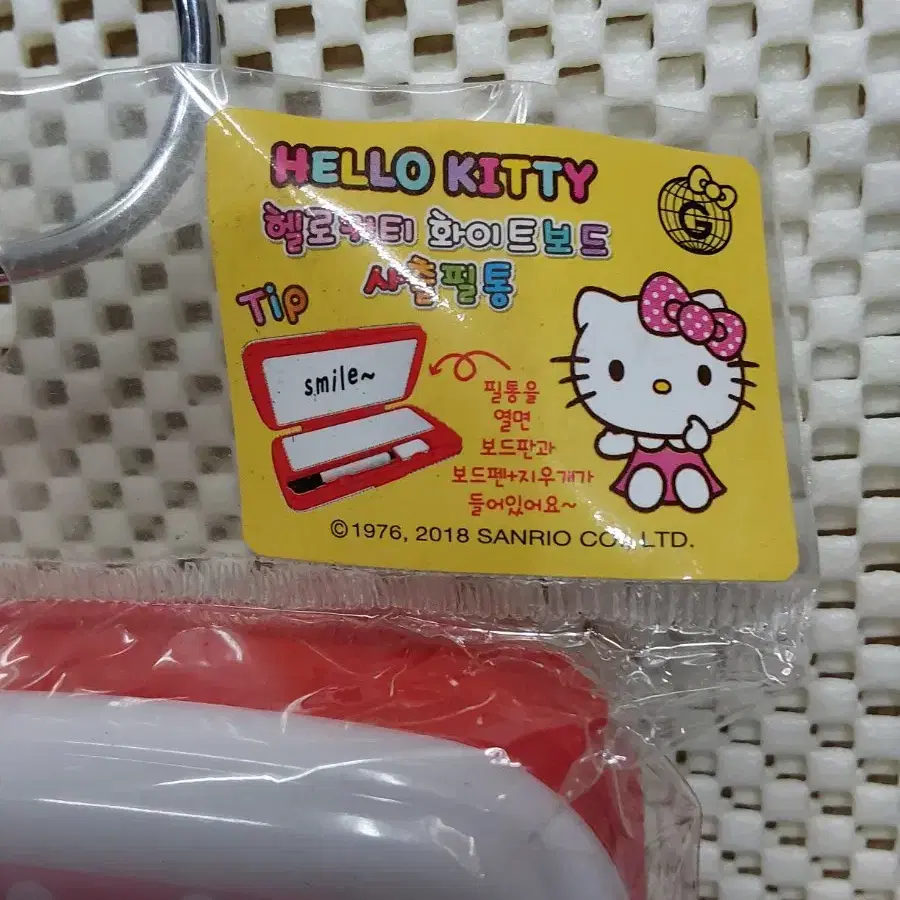 HELLO KITTY
G
헬로키티 화이트보드
사출필통
Tip
smile~
필통을
열면
보드판과
보드펜+지우개가
들어있어요~
©1976, 2018 SANRIO CO., LTD.